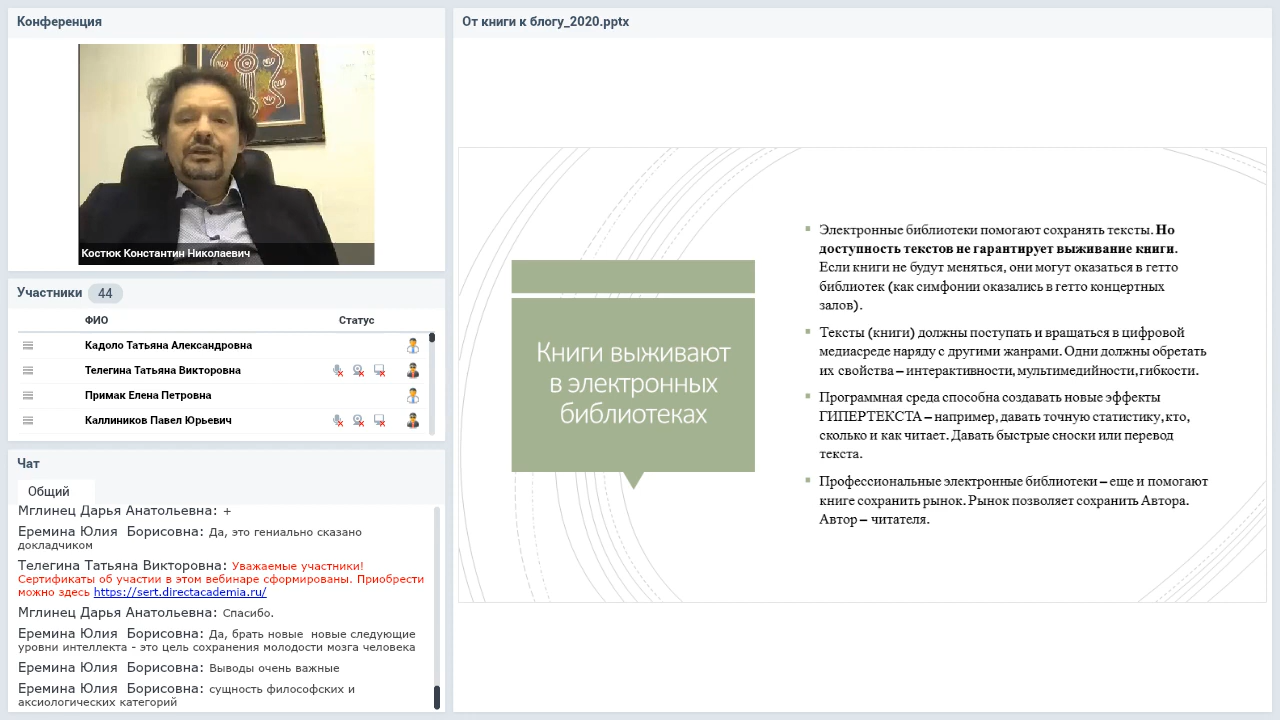 Конференция
Костюк Константин Николаевич
Участники 44
ФИО Статус
Кадоло Татьяна Александровна
Телегина Татьяна Викторовна
Примак Елена Петровна
Каллиников Павел Юрьевич
Чат
Общий
Мглинец Дарья Анатольевна: +
Еремина Юлия Борисовна: Да, это гениально сказано
докладчиком
Телегина Татьяна Викторовна: Уважаемые участники!
Сертификаты об участии в этом вебинаре сформированы. Приобрести
можно здесь https://sert.directacademia.ru/
Мглинец Дарья Анатольевна: Спасибо.
Еремина Юлия Борисовна: Да, брать новые новые следующие
уровни интеллекта - это цель сохранения молодости мозга человека
Еремина Юлия Борисовна: Выводы очень важные
Еремина Юлия Борисовна: сущность философских и
аксиологических категорий
От книги к блогу_2020.pptx
Книги выживают
в электронных
библиотеках
Электронные библиотеки помогают сохранять тексты. Но
доступность текстов не гарантирует выживание книги.
Если книги не будут меняться, они могут оказаться в гетто
библиотек (как симфонии оказались в гетто концертных
залов).
Тексты (книги) должны поступать и вращаться в цифровой
медиасреде наряду с другими жанрами. Одни должны обретать
их свойства – интерактивности, мультимедийности, гибкости.
Программная среда способна создавать новые эффекты
ГИПЕРТЕКСТА – например, давать точную статистику, кто,
сколько и как читает. Давать быстрые сноски или перевод
текста.
Профессиональные электронные библиотеки – еще и помогают
книге сохранить рынок. Рынок позволяет сохранить Автора.
Автор – читателя.